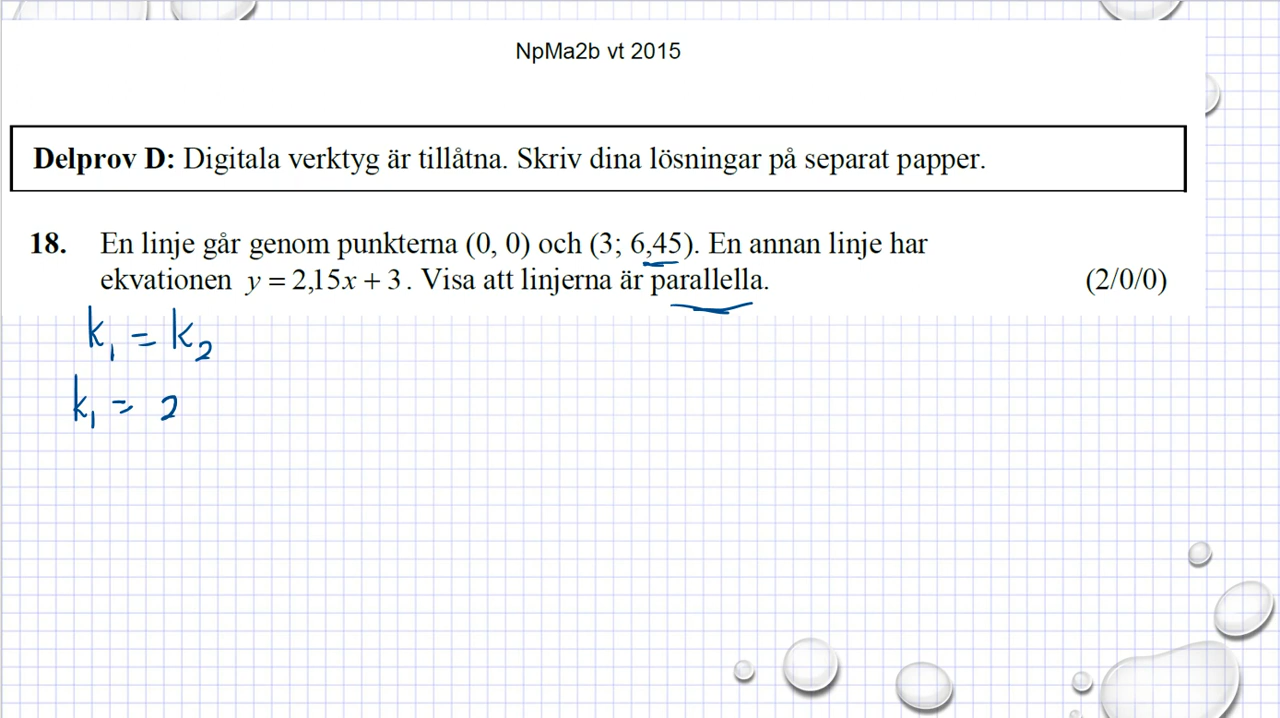 NpMa2b vt 2015
Delprov D: Digitala verktyg är tillåtna. Skriv dina lösningar på separat papper.
18. En linje går genom punkterna (0, 0) och (3; 6,45). En annan linje har
ekvationen y = 2,15x + 3. Visa att linjerna är parallella. (2/0/0)
k₁ = k₂
k₁ = 2